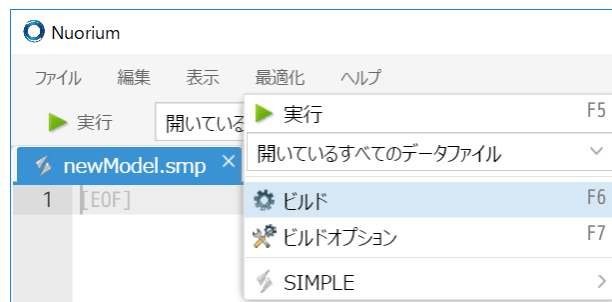 Nuorium
ファイル 編集 表示 最適化 ヘルプ
実行 開いている
実行 F5
開いているすべてのデータファイル
newModel.smp ×
1 [EOF]
ビルド F6
ビルドオプション F7
SIMPLE